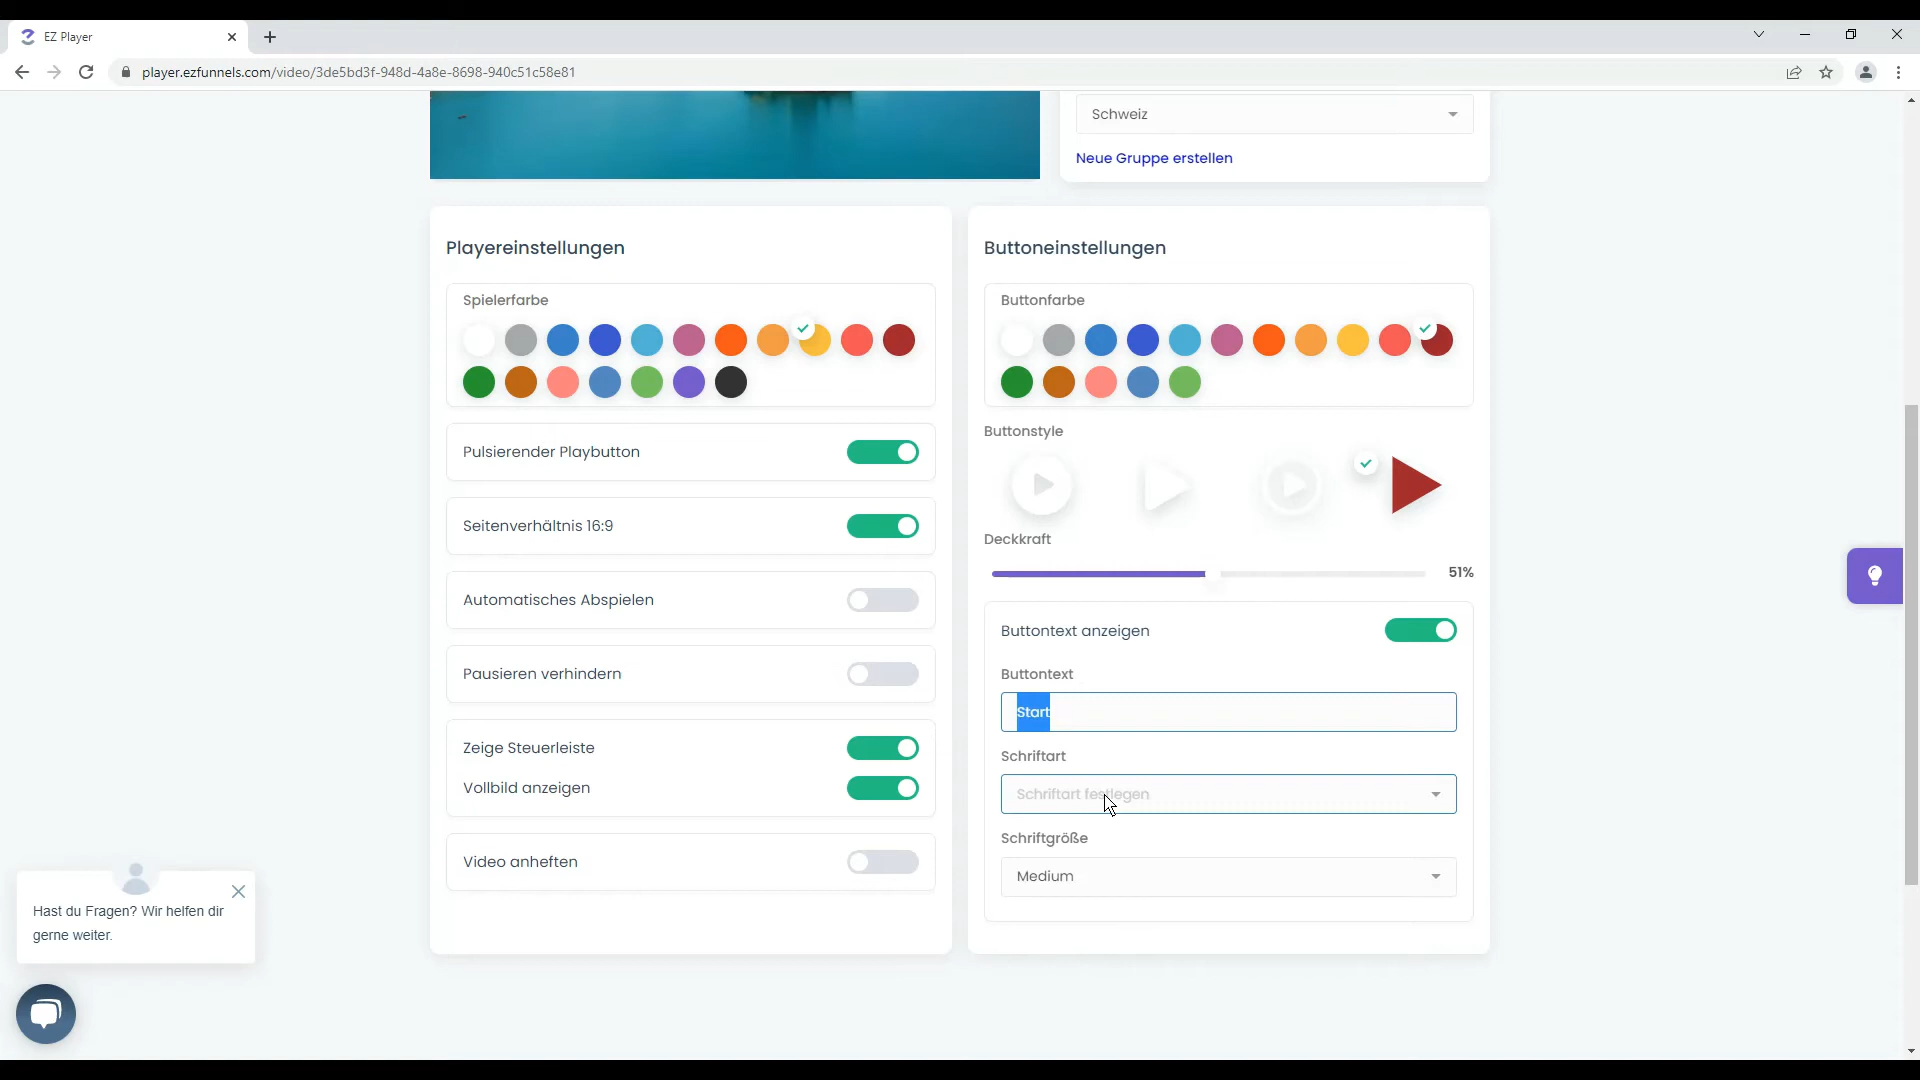 EZ Player
player.ezfunnels.com/video/3de5bd3f-948d-4a8e-8698-940c51c58e81
Schweiz
Neue Gruppe erstellen
Playereinstellungen
Spielerfarbe
Pulsierender Playbutton
Seitenverhältnis 16:9
Automatisches Abspielen
Pausieren verhindern
Zeige Steuerleiste
Vollbild anzeigen
Video anheften
Buttoneinstellungen
Buttonfarbe
Buttonstyle
Deckkraft
51%
Buttontext anzeigen
Buttontext
Start
Schriftart
Schriftart festlegen
Schriftgröße
Medium
Hast du Fragen? Wir helfen dir
gerne weiter.